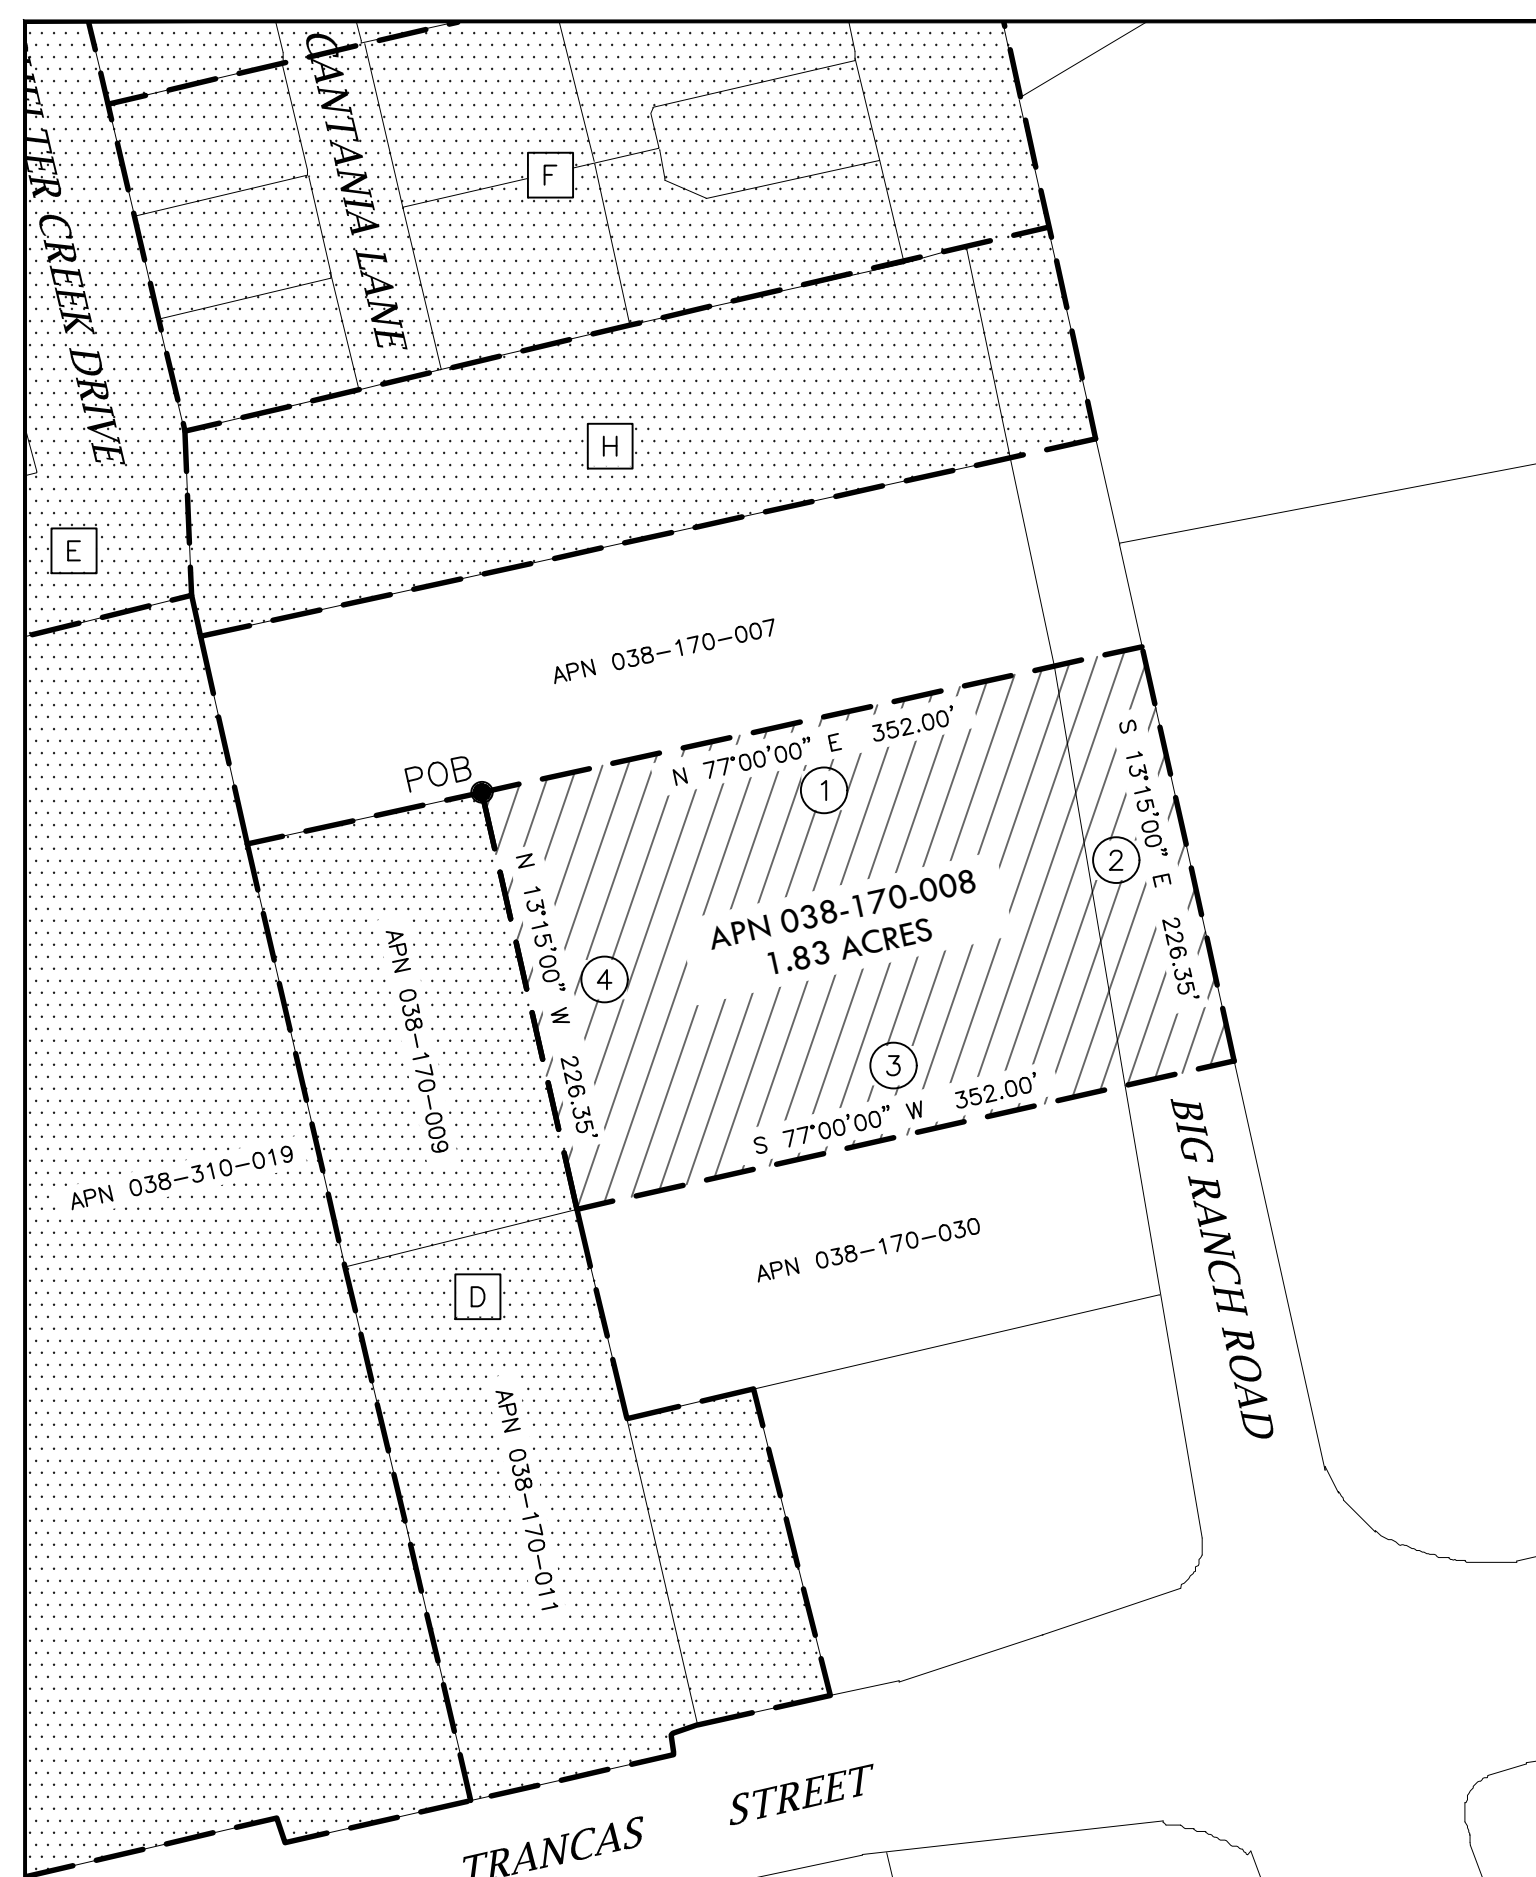 CANTANIA LANE
F
CREEK DRIVE
H
E
APN 038-170-007
POB
N 77°00'00" E 352.00'
1
S 13°15'00" E 226.35'
2
APN 038-170-008
1.83 ACRES
N 13°15'00" W 226.35'
4
3
S 77°00'00" W 352.00'
APN 038-170-009
APN 038-310-019
BIG RANCH ROAD
APN 038-170-030
D
APN 038-170-011
TRANCAS STREET